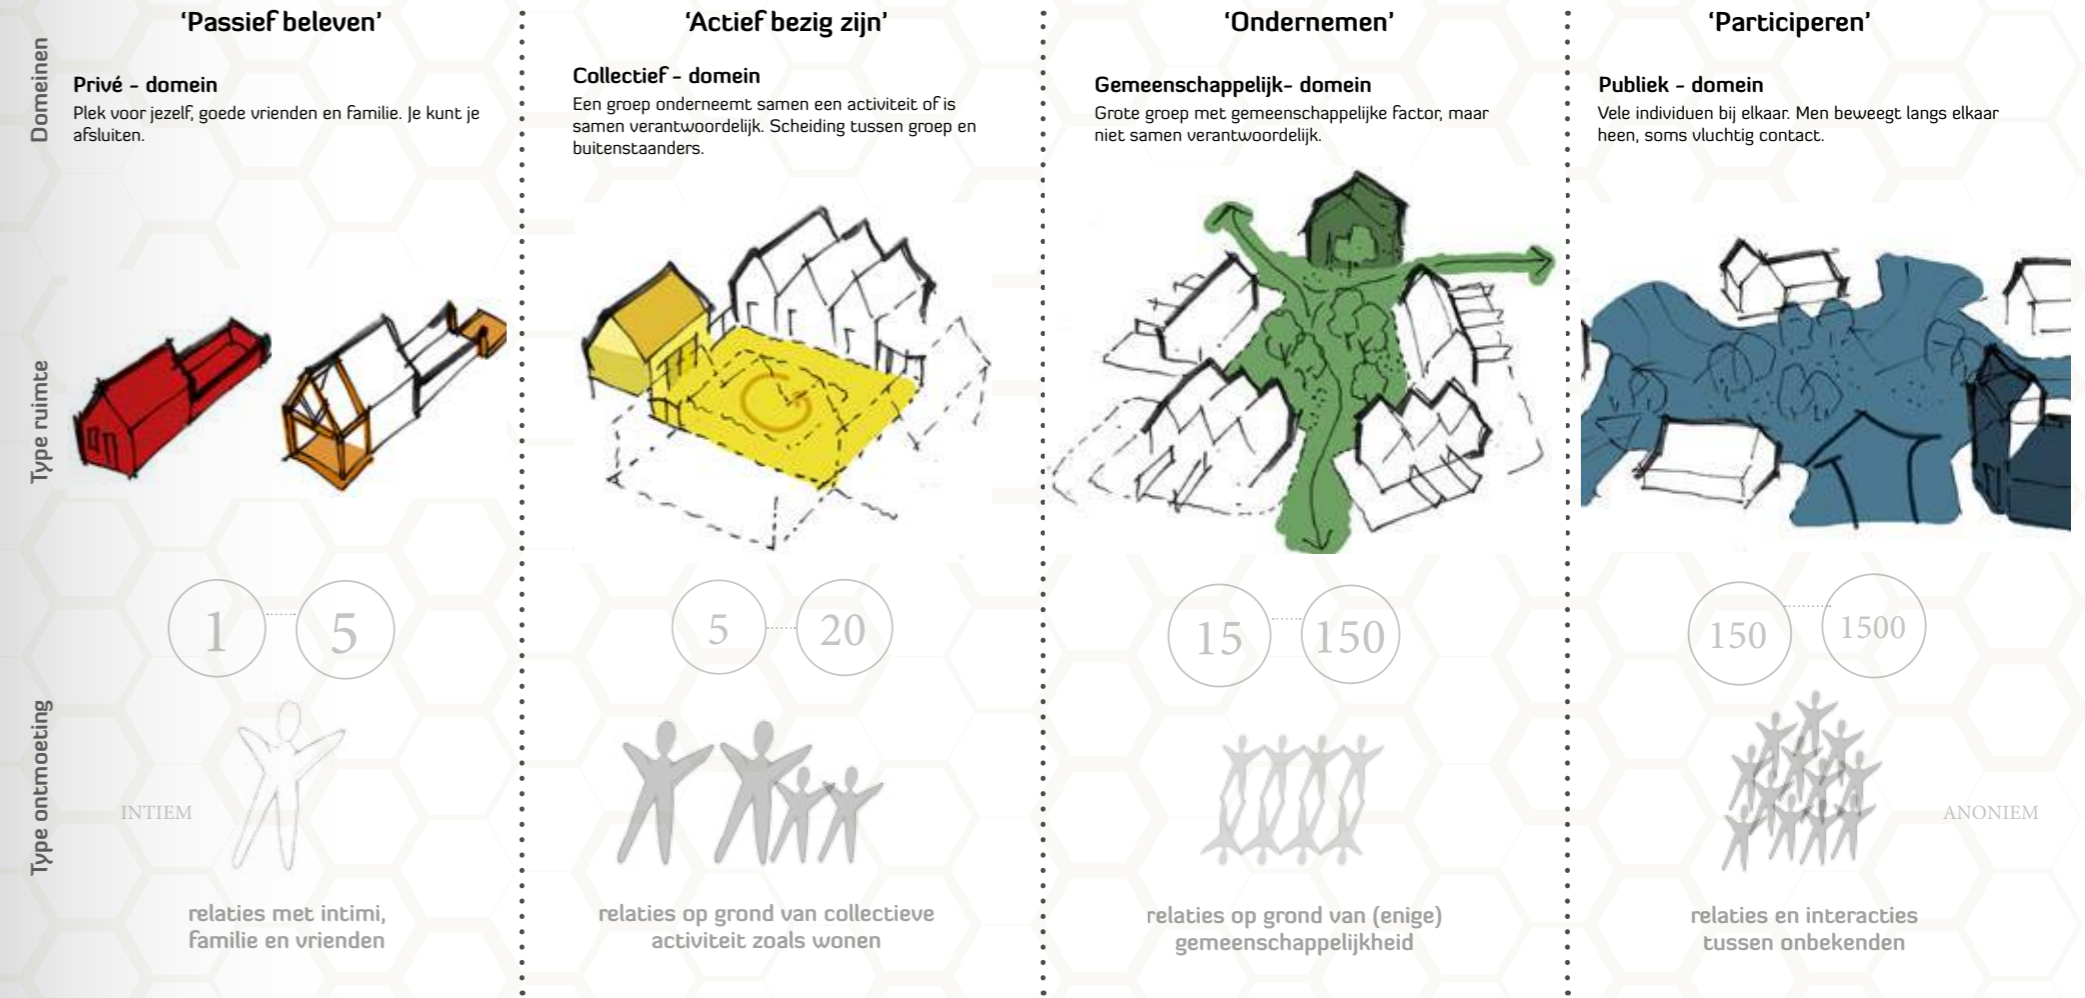 ‘Passief beleven’
‘Actief bezig zijn’
‘Ondernemen’
‘Participeren’
Domeinen
Privé - domein
Plek voor jezelf, goede vrienden en familie. Je kunt je
afsluiten.
Collectief - domein
Een groep onderneemt samen een activiteit of is
samen verantwoordelijk. Scheiding tussen groep en
buitenstaanders.
Gemeenschappelijk- domein
Grote groep met gemeenschappelijke factor, maar
niet samen verantwoordelijk.
Publiek - domein
Vele individuen bij elkaar. Men beweegt langs elkaar
heen, soms vluchtig contact.
Type ruimte
1
5
5
20
15
150
150
1500
Type ontmoeting
INTIEM
ANONIEM
relaties met intimi,
familie en vrienden
relaties op grond van collectieve
activiteit zoals wonen
relaties op grond van (enige)
gemeenschappelijkheid
relaties en interacties
tussen onbekenden